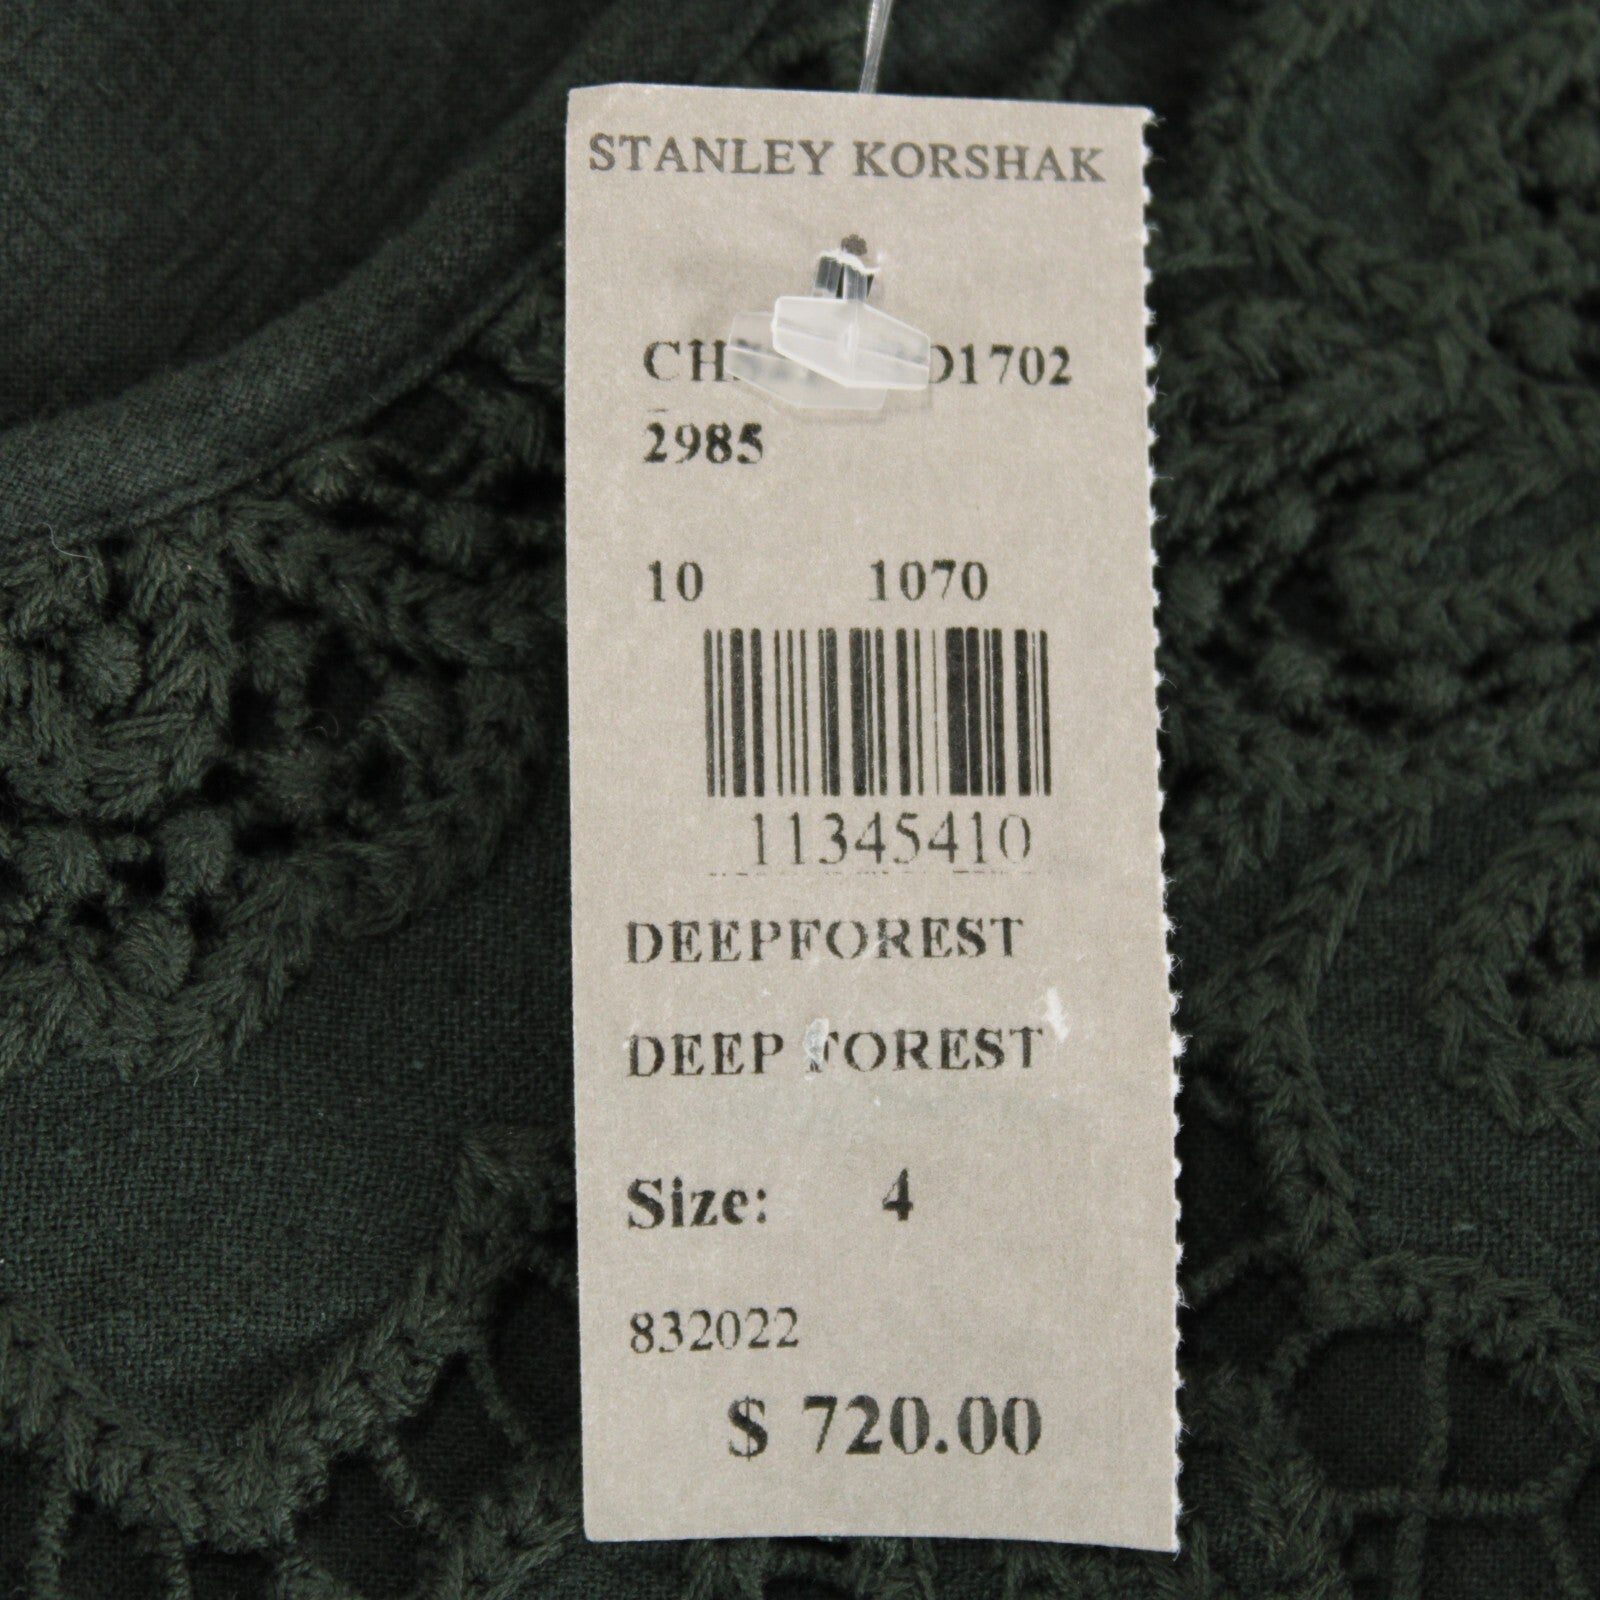 STANLEY KORSHAK
2985
10 1070
11345410
DEEPFOREST
DEEP FOREST
Size: 4
832022
$ 720.00